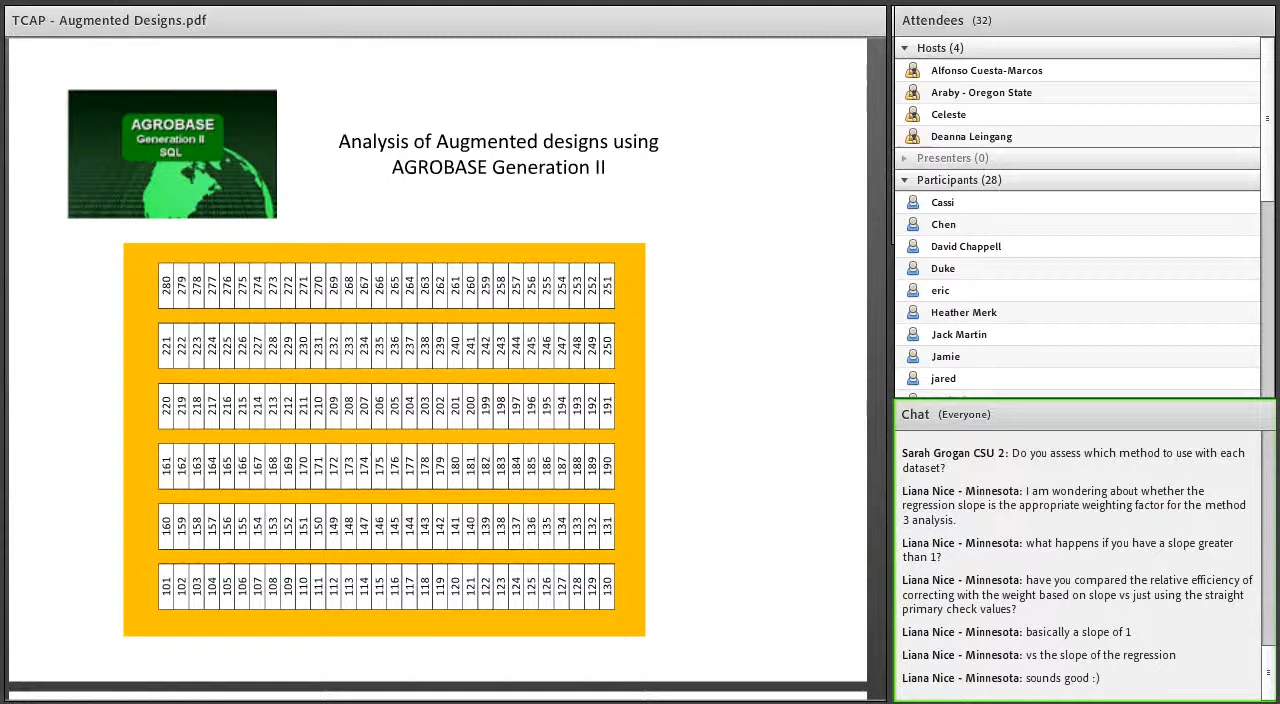 TCAP - Augmented Designs.pdf
AGROBASE
Generation II
SQL
Analysis of Augmented designs using
AGROBASE Generation II
280 279 278 277 276 275 274 273 272 271 270 269 268 267 266 265 264 263 262 261 260 259 258 257 256 255 254 253 252 251
221 222 223 224 225 226 227 228 229 230 231 232 233 234 235 236 237 238 239 240 241 242 243 244 245 246 247 248 249 250
220 219 218 217 216 215 214 213 212 211 210 209 208 207 206 205 204 203 202 201 200 199 198 197 196 195 194 193 192 191
161 162 163 164 165 166 167 168 169 170 171 172 173 174 175 176 177 178 179 180 181 182 183 184 185 186 187 188 189 190
160 159 158 157 156 155 154 153 152 151 150 149 148 147 146 145 144 143 142 141 140 139 138 137 136 135 134 133 132 131
101 102 103 104 105 106 107 108 109 110 111 112 113 114 115 116 117 118 119 120 121 122 123 124 125 126 127 128 129 130
Attendees (32)
Hosts (4)
Alfonso Cuesta-Marcos
Araby - Oregon State
Celeste
Deanna Leingang
Presenters (0)
Participants (28)
Cassi
Chen
David Chappell
Duke
eric
Heather Merk
Jack Martin
Jamie
jared
Chat (Everyone)
Sarah Grogan CSU 2: Do you assess which method to use with each
dataset?
Liana Nice - Minnesota: I am wondering about whether the
regression slope is the appropriate weighting factor for the method
3 analysis.
Liana Nice - Minnesota: what happens if you have a slope greater
than 1?
Liana Nice - Minnesota: have you compared the relative efficiency of
correcting with the weight based on slope vs just using the straight
primary check values?
Liana Nice - Minnesota: basically a slope of 1
Liana Nice - Minnesota: vs the slope of the regression
Liana Nice - Minnesota: sounds good :)